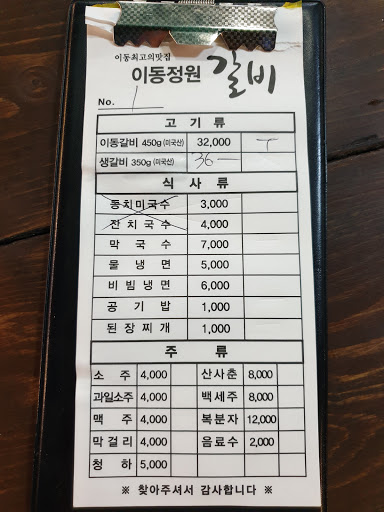 이동최고의맛집
이동정원 갈비
No. 1
고 기 류
이동갈비 450g (미국산) 32,000 T
생갈비 350g (미국산) 36 —
식 사 류
동치미국수 3,000
잔치국수 4,000
막 국 수 7,000
물 냉 면 5,000
비 빔 냉 면 6,000
공 기 밥 1,000
된 장 찌 개 1,000
주 류
소 주 4,000 산사춘 8,000
과일소주 4,000 백세주 8,000
맥 주 4,000 복분자 12,000
막걸리 4,000 음료수 2,000
청 하 5,000
※ 찾아주셔서 감사합니다 ※